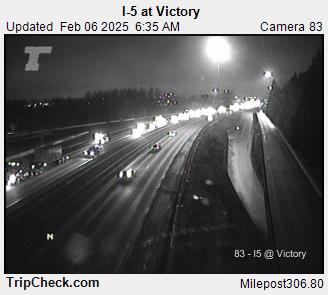 I-5 at Victory
Updated  Feb 06 2025  6:35 AM
Camera 83
N
83 - I5 @ Victory
TripCheck.com
Milepost306.80